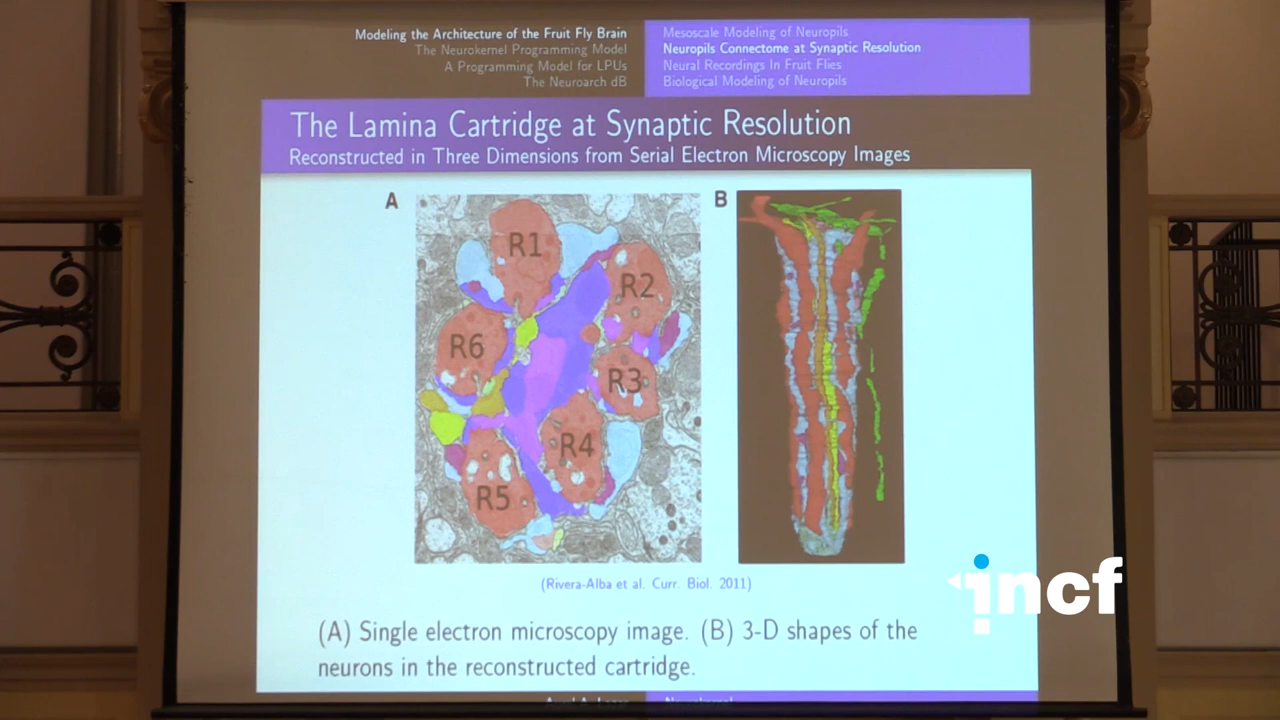 Modeling the Architecture of the Fruit Fly Brain
The Neurokernel Programming Model
A Programming Model for LPUs
The Neuroarch dB
Mesoscale Modeling of Neuropils
Neuropils Connectome at Synaptic Resolution
Neural Recordings In Fruit Flies
Biological Modeling of Neuropils
The Lamina Cartridge at Synaptic Resolution
Reconstructed in Three Dimensions from Serial Electron Microscopy Images
A
B
R1
R2
R6
R3
R4
R5
(Rivera-Alba et al. Curr. Biol. 2011)
(A) Single electron microscopy image. (B) 3-D shapes of the
neurons in the reconstructed cartridge.
incf